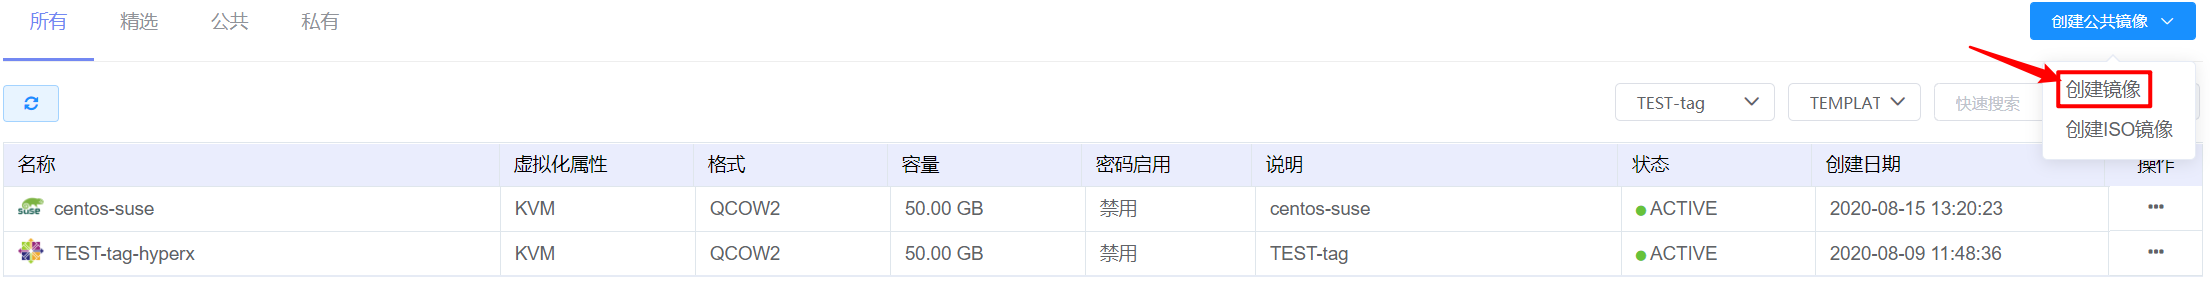 所有 精选 公共 私有 创建公共镜像
创建镜像
TEST-tag TEMPLAT 快速搜索
创建ISO镜像
名称 虚拟化属性 格式 容量 密码启用 说明 状态 创建日期 操作
suse centos-suse KVM QCOW2 50.00 GB 禁用 centos-suse ACTIVE 2020-08-15 13:20:23 •••
TEST-tag-hyperx KVM QCOW2 50.00 GB 禁用 TEST-tag ACTIVE 2020-08-09 11:48:36 •••